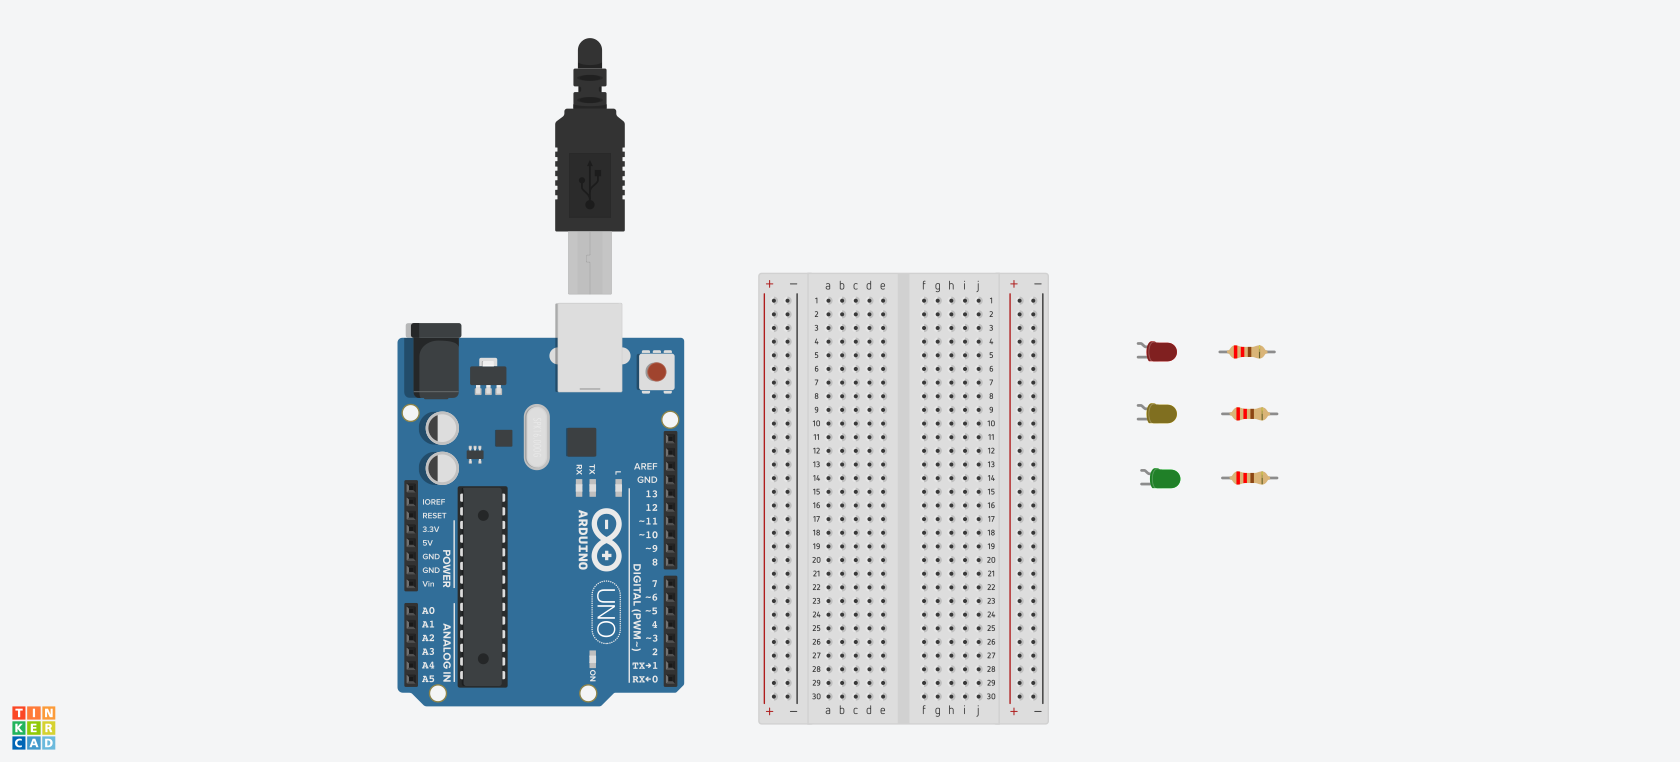 + − a b c d e f g h i j + −
1 1
2 2
3 3
4 4
5 5
6 6
7 7
8 8
9 9
10 10
11 11
12 12
13 13
14 14
15 15
16 16
17 17
18 18
19 19
20 20
21 21
22 22
23 23
24 24
25 25
26 26
27 27
28 28
29 29
30 30
+ − a b c d e f g h i j + −
AREF
GND
13
12
~11
~10
~9
8
7
~6
~5
4
~3
2
TX→1
RX←0
DIGITAL (PWM~)
RX
TX
L
ARDUINO
UNO
ON
IOREF
RESET
3.3V
5V
GND
GND
Vin
POWER
A0
A1
A2
A3
A4
A5
ANALOG IN
TIN
KER
CAD